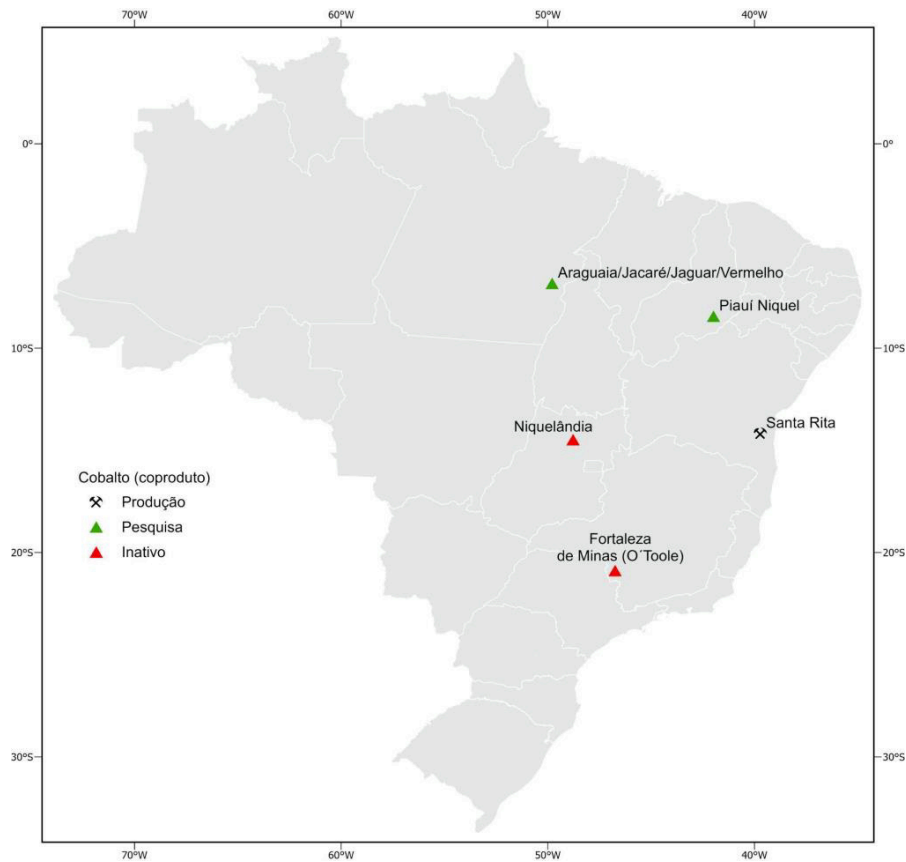 70°W
60°W
50°W
40°W
0°
0°
Araguaia/Jacaré/Jaguar/Vermelho
Piauí Niquel
10°S
10°S
Niquelândia
Santa Rita
Cobalto (coproduto)
Produção
Pesquisa
Inativo
Fortaleza
de Minas (O´Toole)
20°S
20°S
30°S
30°S
70°W
60°W
50°W
40°W